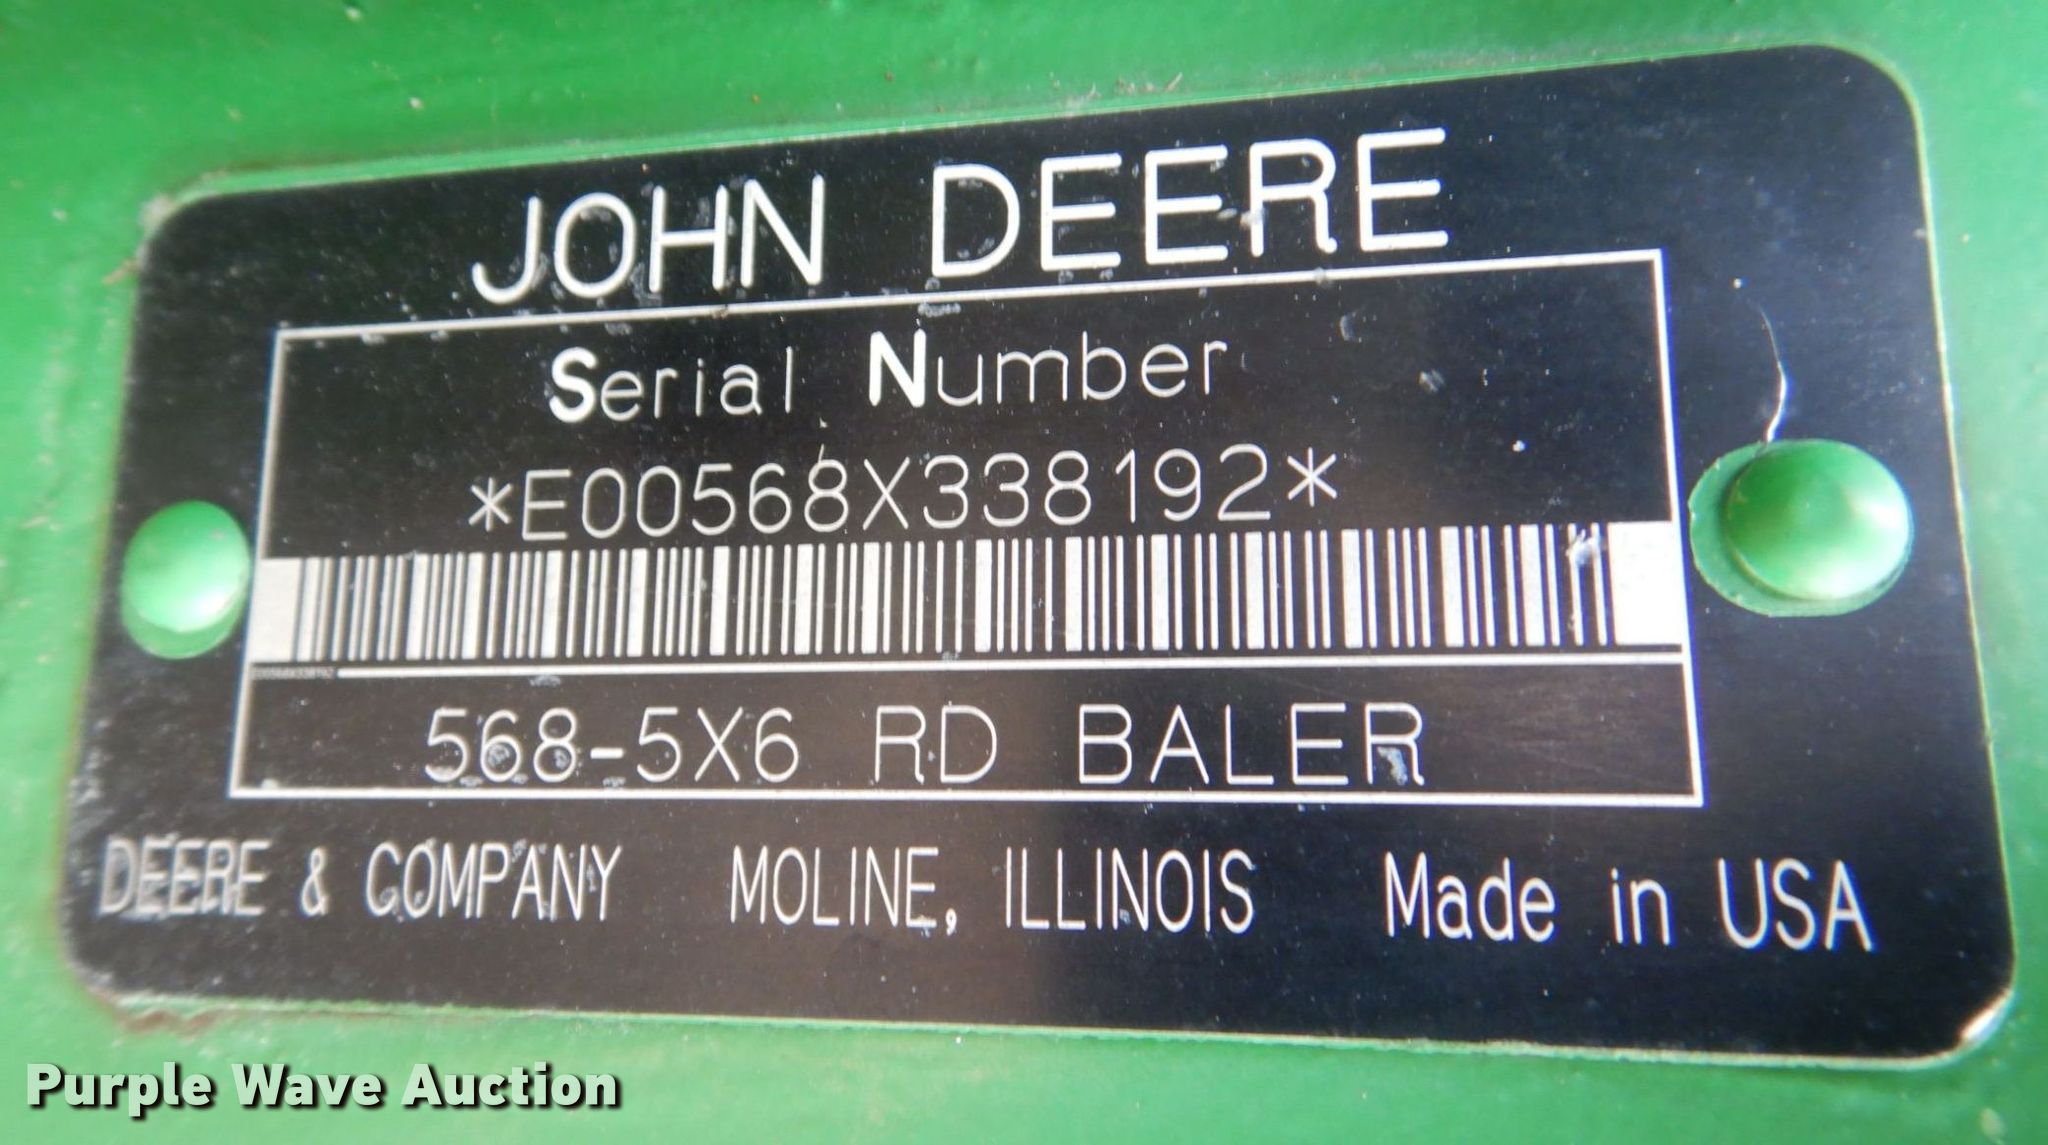 JOHN DEERE
Serial Number
*E00568X338192*
E00568X338192
568-5X6 RD BALER
DEERE & COMPANY MOLINE, ILLINOIS Made in USA
Purple Wave Auction